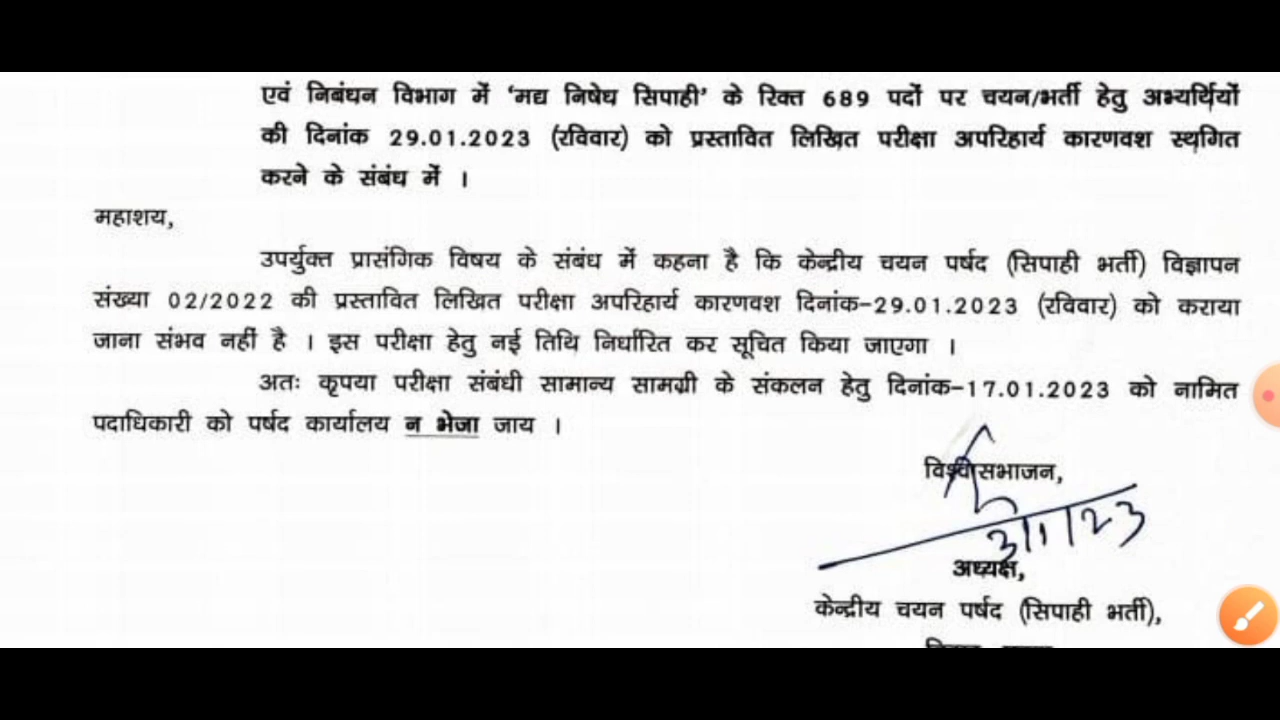 एवं निबंधन विभाग में ‘मद्य निषेध सिपाही’ के रिक्त 689 पदों पर चयन/भर्ती हेतु अभ्यर्थियों
की दिनांक 29.01.2023 (रविवार) को प्रस्तावित लिखित परीक्षा अपरिहार्य कारणवश स्थगित
करने के संबंध में ।
महाशय,
उपर्युक्त प्रासंगिक विषय के संबंध में कहना है कि केन्द्रीय चयन पर्षद (सिपाही भर्ती) विज्ञापन
संख्या 02/2022 की प्रस्तावित लिखित परीक्षा अपरिहार्य कारणवश दिनांक-29.01.2023 (रविवार) को कराया
जाना संभव नहीं है । इस परीक्षा हेतु नई तिथि निर्धारित कर सूचित किया जाएगा ।
अतः कृपया परीक्षा संबंधी सामान्य सामग्री के संकलन हेतु दिनांक-17.01.2023 को नामित
पदाधिकारी को पर्षद कार्यालय न भेजा जाय ।
विश्वासभाजन,
3/1/23
अध्यक्ष,
केन्द्रीय चयन पर्षद (सिपाही भर्ती),